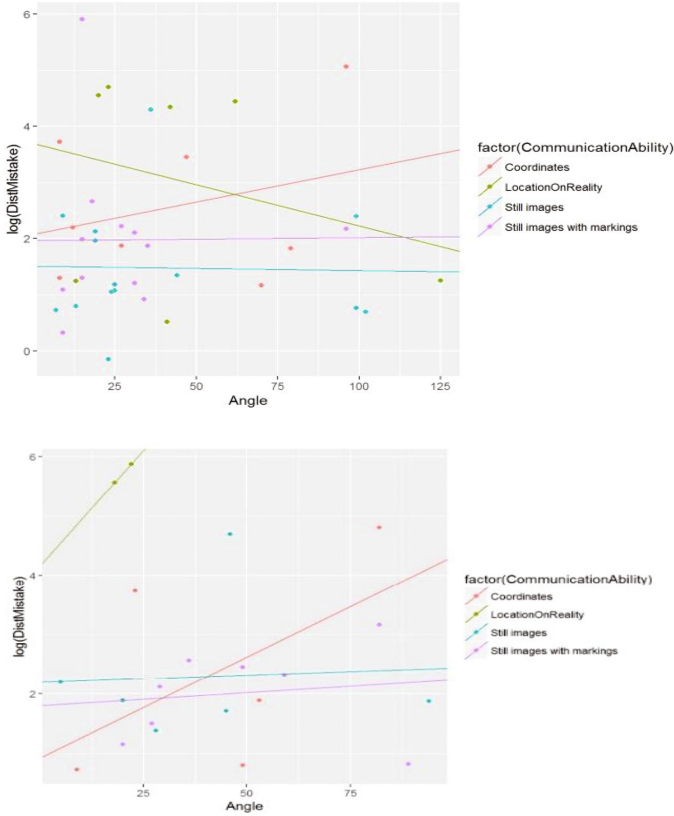 6
4
2
0
log(DistMistake)
25 50 75 100 125
Angle
factor(CommunicationAbility)
Coordinates
LocationOnReality
Still images
Still images with markings
6
4
2
log(DistMistake)
25 50 75
Angle
factor(CommunicationAbility)
Coordinates
LocationOnReality
Still images
Still images with markings